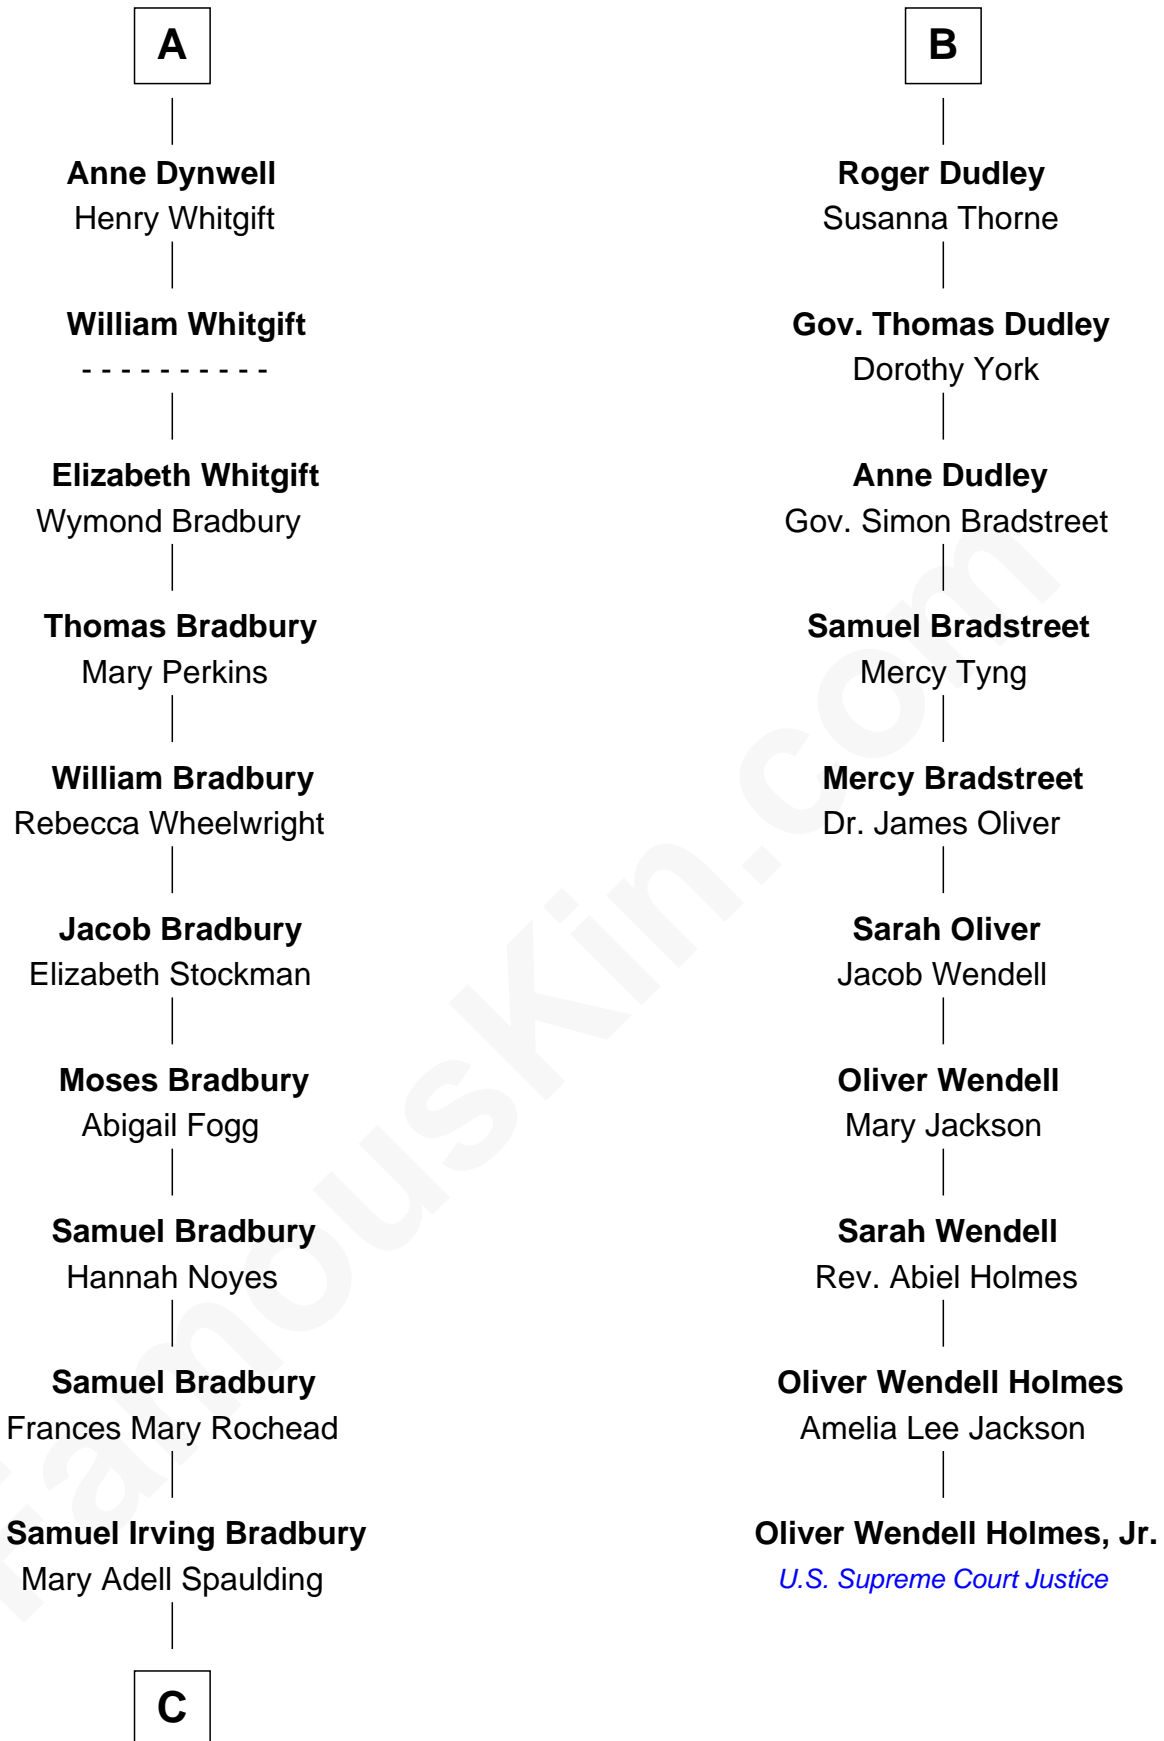 A
Anne Dynwell
Henry Whitgift
William Whitgift
- - - - - - - - - -
Elizabeth Whitgift
Wymond Bradbury
Thomas Bradbury
Mary Perkins
William Bradbury
Rebecca Wheelwright
Jacob Bradbury
Elizabeth Stockman
Moses Bradbury
Abigail Fogg
Samuel Bradbury
Hannah Noyes
Samuel Bradbury
Frances Mary Rochead
Samuel Irving Bradbury
Mary Adell Spaulding
C
B
Roger Dudley
Susanna Thorne
Gov. Thomas Dudley
Dorothy York
Anne Dudley
Gov. Simon Bradstreet
Samuel Bradstreet
Mercy Tyng
Mercy Bradstreet
Dr. James Oliver
Sarah Oliver
Jacob Wendell
Oliver Wendell
Mary Jackson
Sarah Wendell
Rev. Abiel Holmes
Oliver Wendell Holmes
Amelia Lee Jackson
Oliver Wendell Holmes, Jr.
U.S. Supreme Court Justice
FamousKin.com